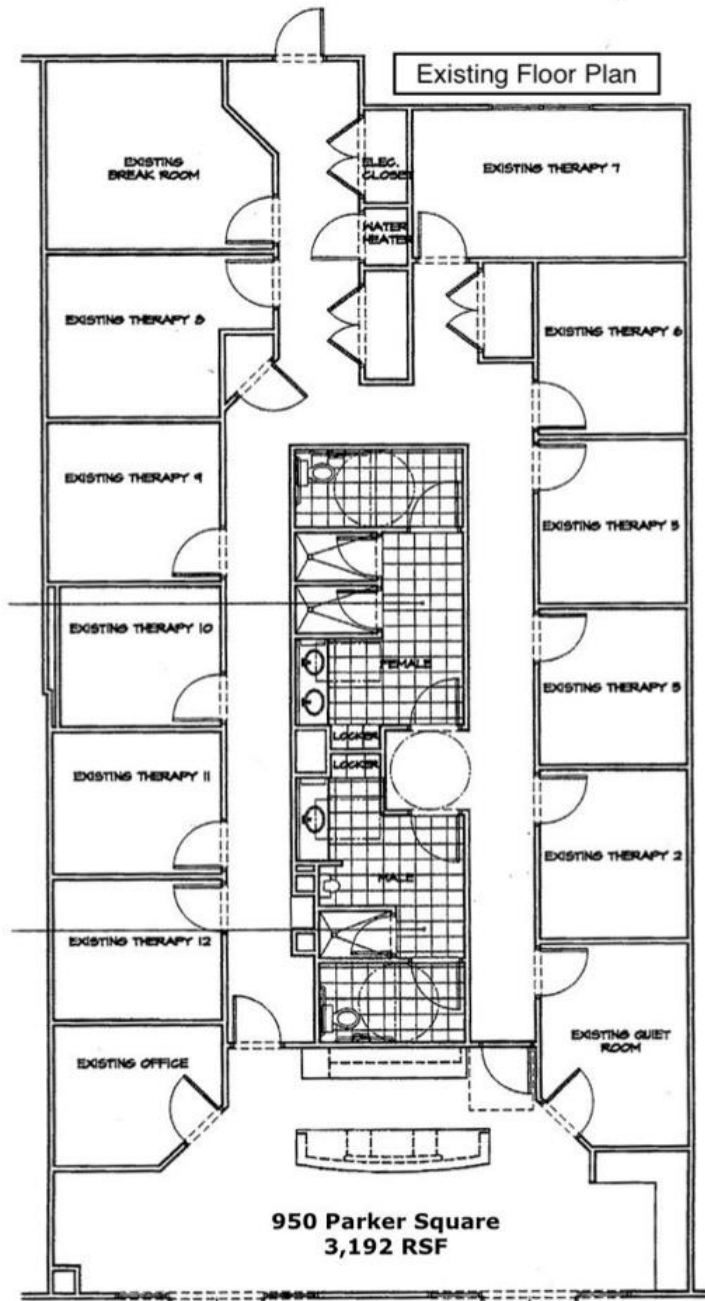 Existing Floor Plan
EXISTING
BREAK ROOM
ELEC.
CLOSET
EXISTING THERAPY 7
WATER
HEATER
EXISTING THERAPY 8
EXISTING THERAPY 6
EXISTING THERAPY 9
EXISTING THERAPY 5
EXISTING THERAPY 10
FEMALE
EXISTING THERAPY 5
LOCKER
LOCKER
EXISTING THERAPY 11
EXISTING THERAPY 2
MALE
EXISTING THERAPY 12
EXISTING OFFICE
EXISTING QUIET
ROOM
950 Parker Square
3,192 RSF